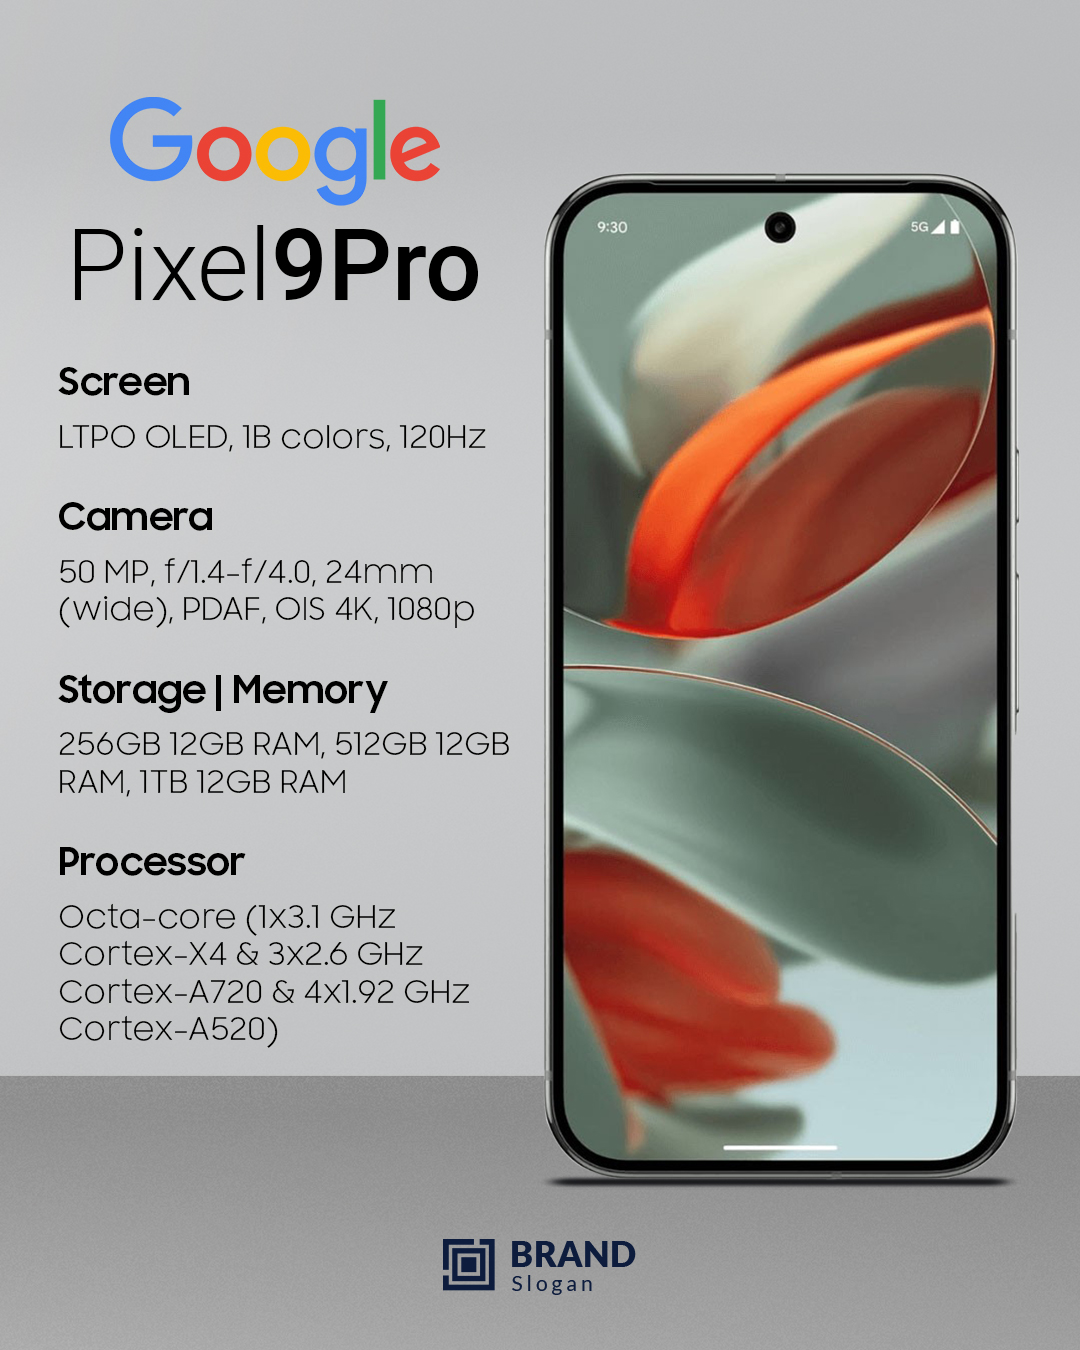 Google
Pixel9Pro
9:30
5G
Screen
LTPO OLED, 1B colors, 120Hz
Camera
50 MP, f/1.4-f/4.0, 24mm
(wide), PDAF, OIS 4K, 1080p
Storage | Memory
256GB 12GB RAM, 512GB 12GB
RAM, 1TB 12GB RAM
Processor
Octa-core (1x3.1 GHz
Cortex-X4 & 3x2.6 GHz
Cortex-A720 & 4x1.92 GHz
Cortex-A520)
BRAND
Slogan